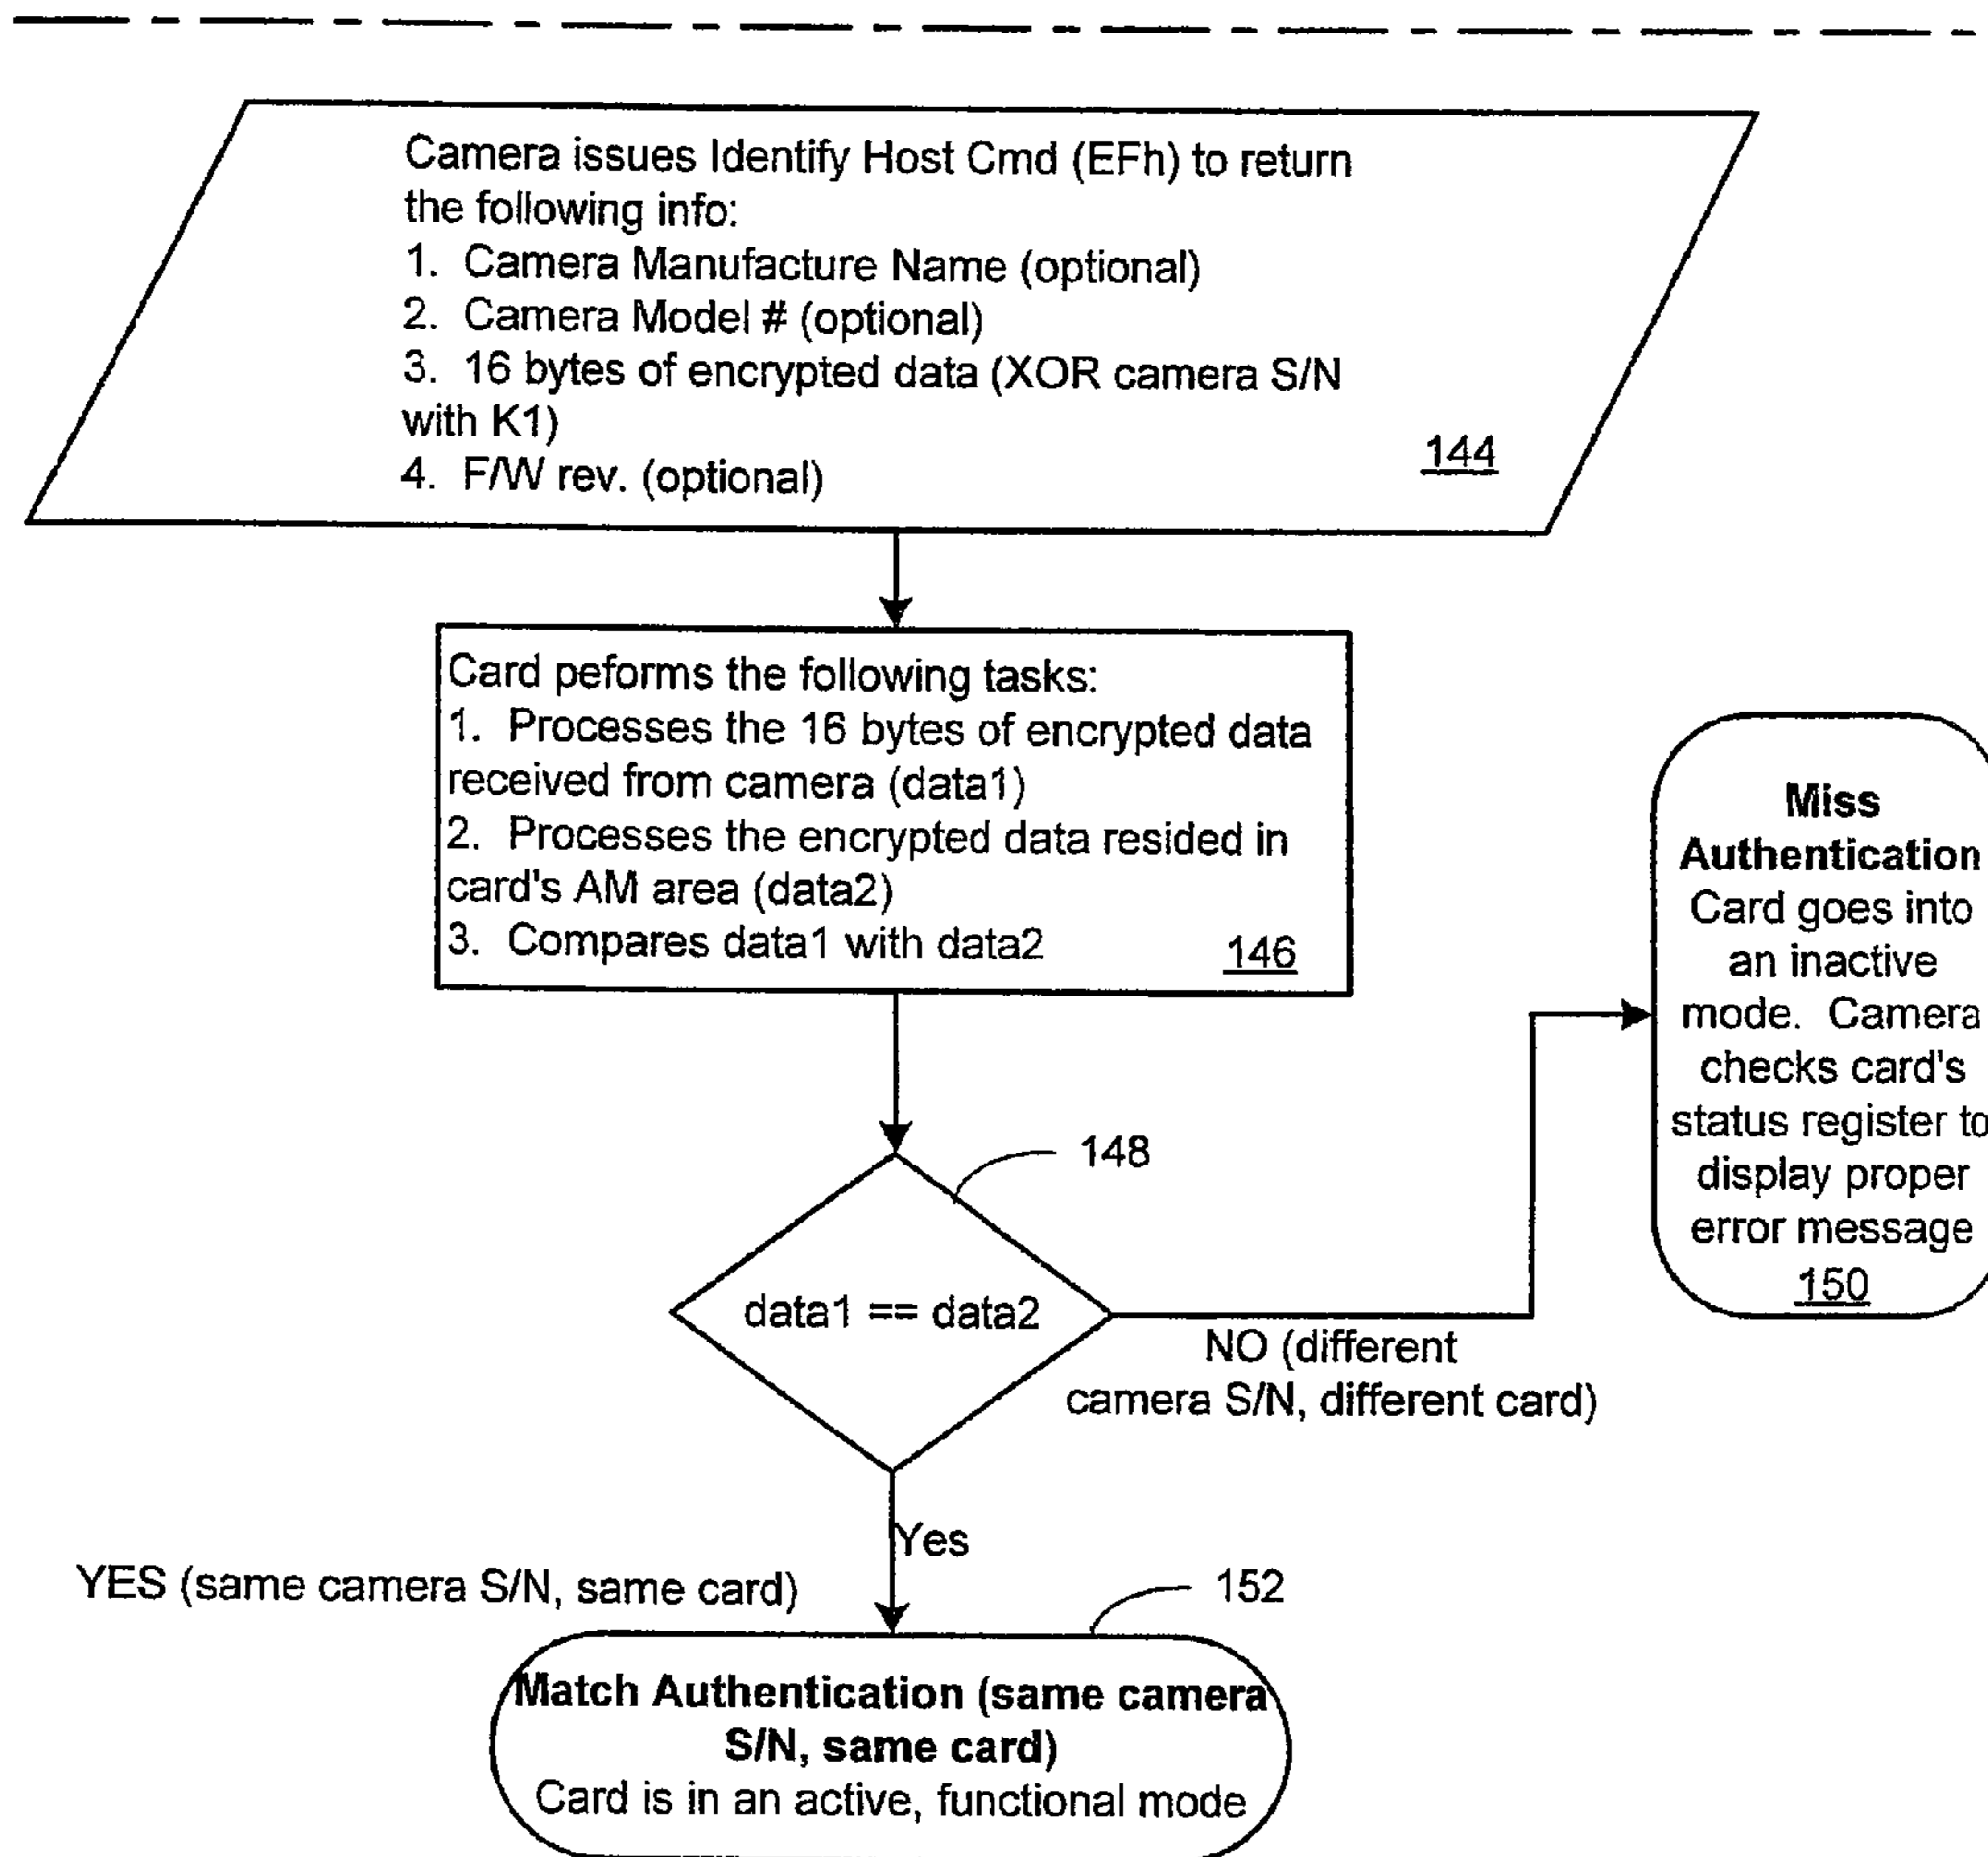 Camera issues Identify Host Cmd (EFh) to return
the following info:
1. Camera Manufacture Name (optional)
2. Camera Model # (optional)
3. 16 bytes of encrypted data (XOR camera S/N
with K1)
4. F/W rev. (optional)
144
Card peforms the following tasks:
1. Processes the 16 bytes of encrypted data
received from camera (data1)
2. Processes the encrypted data resided in
card's AM area (data2)
3. Compares data1 with data2
146
Miss
Authentication
Card goes into
an inactive
mode. Camera
checks card's
status register to
display proper
error message
150
148
data1 == data2
NO (different
camera S/N, different card)
Yes
YES (same camera S/N, same card)
152
Match Authentication (same camera
S/N, same card)
Card is in an active, functional mode